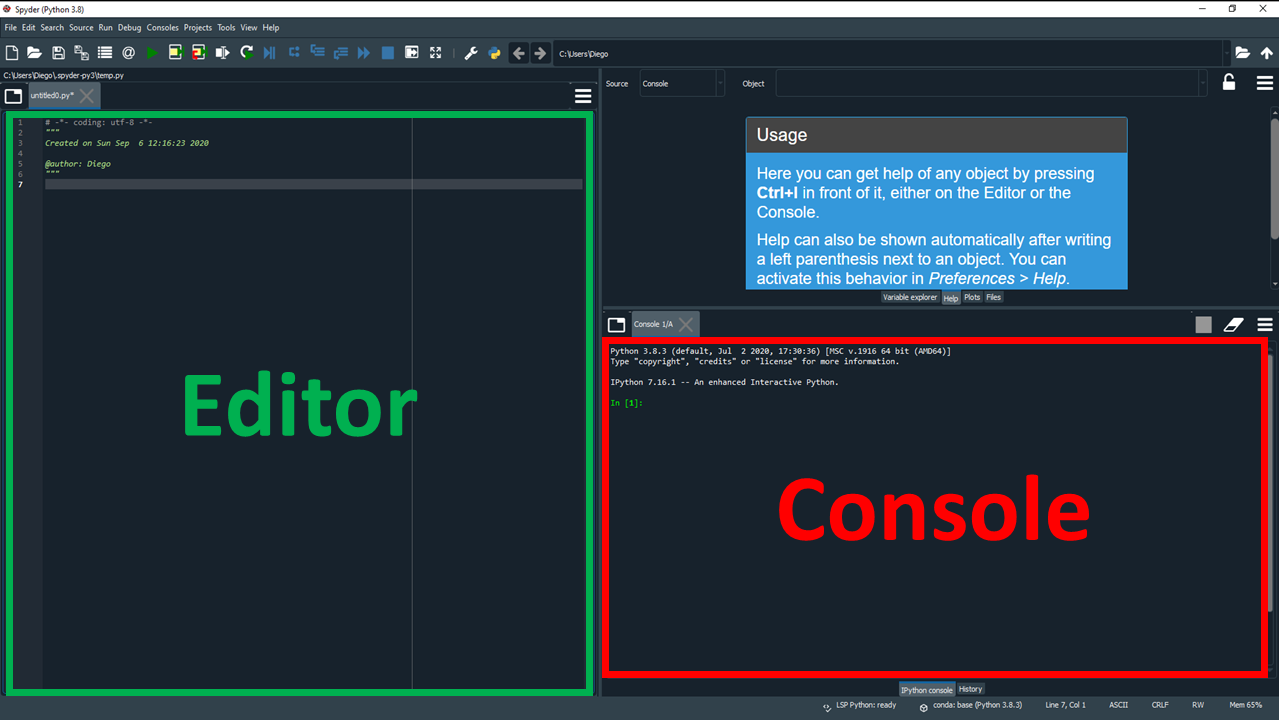 Spyder (Python 3.8)
File Edit Search Source Run Debug Consoles Projects Tools View Help
C:\Users\Diego
C:\Users\Diego\.spyder-py3\temp.py
untitled0.py*
1 # -*- coding: utf-8 -*-
2 """
3 Created on Sun Sep  6 12:16:23 2020
4
5 @author: Diego
6 """
7
Editor
Source Console Object
Usage
Here you can get help of any object by pressing
Ctrl+I in front of it, either on the Editor or the
Console.
Help can also be shown automatically after writing
a left parenthesis next to an object. You can
activate this behavior in Preferences > Help.
Variable explorer Help Plots Files
Console 1/A
Python 3.8.3 (default, Jul  2 2020, 17:30:36) [MSC v.1916 64 bit (AMD64)]
Type "copyright", "credits" or "license" for more information.
IPython 7.16.1 -- An enhanced Interactive Python.
In [1]:
Console
IPython console History
LSP Python: ready conda: base (Python 3.8.3) Line 7, Col 1 ASCII CRLF RW Mem 65%